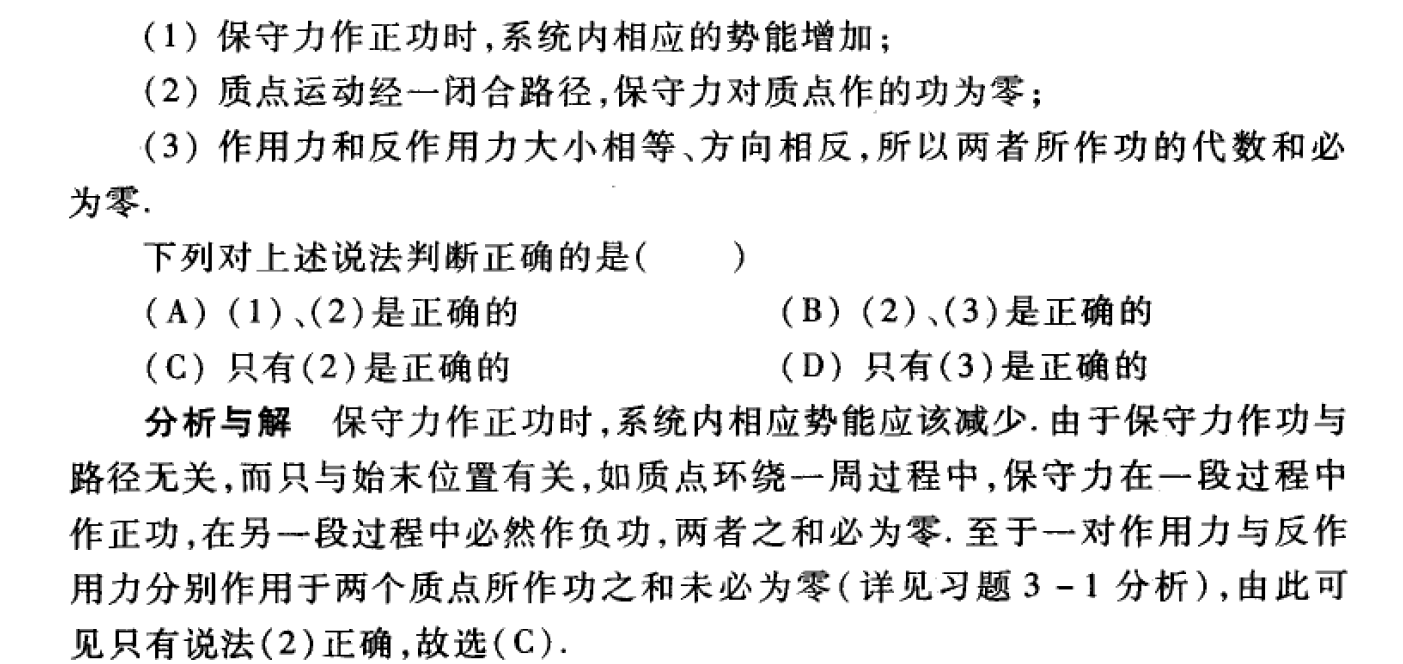 (1) 保守力作正功时,系统内相应的势能增加;
(2) 质点运动经一闭合路径,保守力对质点作的功为零;
(3) 作用力和反作用力大小相等、方向相反,所以两者所作功的代数和必
为零.
下列对上述说法判断正确的是(　　)
(A) (1)、(2)是正确的　　(B) (2)、(3)是正确的
(C) 只有(2)是正确的　　(D) 只有(3)是正确的
分析与解　保守力作正功时,系统内相应势能应该减少.由于保守力作功与
路径无关,而只与始末位置有关,如质点环绕一周过程中,保守力在一段过程中
作正功,在另一段过程中必然作负功,两者之和必为零.至于一对作用力与反作
用力分别作用于两个质点所作功之和未必为零(详见习题 3-1 分析),由此可
见只有说法(2)正确,故选(C).